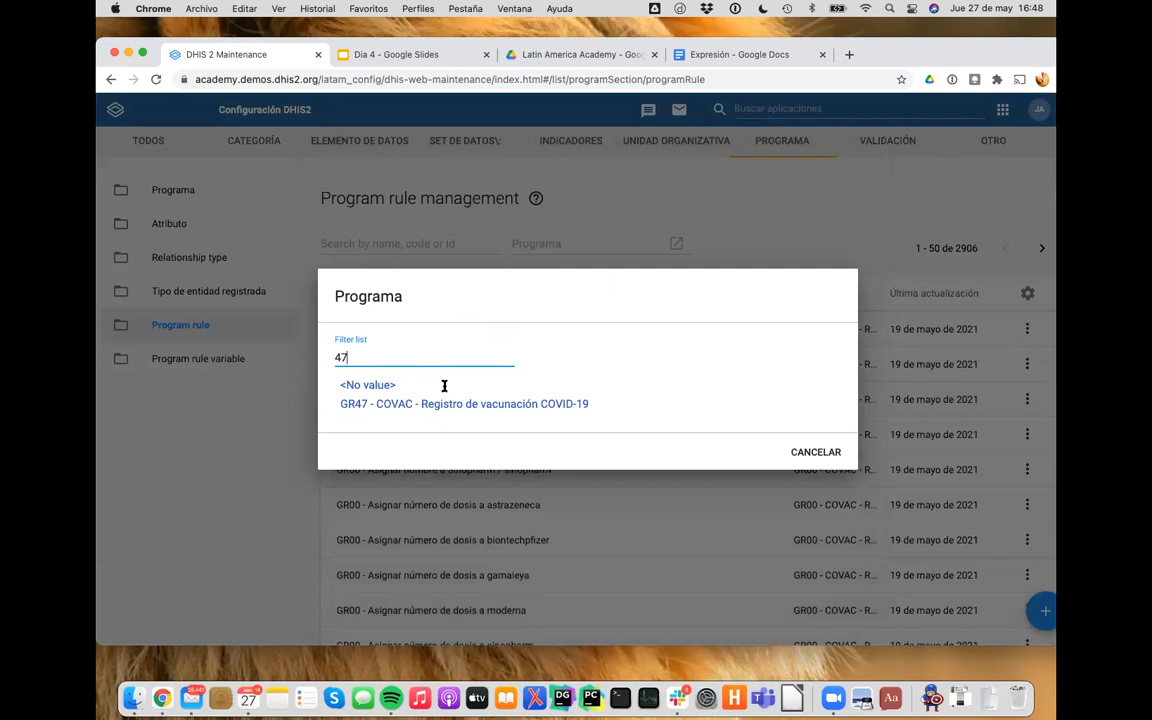 Chrome Archivo Editar Ver Historial Favoritos Perfiles Pestaña Ventana Ayuda Jue 27 de may 16:48
DHIS 2 Maintenance Dia 4 - Google Slides Latin America Academy - Goo Expresión - Google Docs
academy.demos.dhis2.org/latam_config/dhis-web-maintenance/index.html#/list/programSection/programRule
Configuración DHIS2 Buscar aplicaciones JA
TODOS CATEGORÍA ELEMENTO DE DATOS SET DE DATOS\: INDICADORES UNIDAD ORGANIZATIVA PROGRAMA VALIDACIÓN OTRO
Programa
Atributo
Relationship type
Tipo de entidad registrada
Program rule
Program rule variable
Program rule management
Search by name, code or id Programa 1 - 50 de 2906
Última actualización
Programa
Filter list
47
<No value>
GR47 - COVAC - Registro de vacunación COVID-19
CANCELAR
R... 19 de mayo de 2021
R... 19 de mayo de 2021
R... 19 de mayo de 2021
R... 19 de mayo de 2021
GR00 - Asignar nombre a Sinopharm / sinopharm GR00 - COVAC - R... 19 de mayo de 2021
GR00 - Asignar número de dosis a astrazeneca GR00 - COVAC - R... 19 de mayo de 2021
GR00 - Asignar número de dosis a biontechpfizer GR00 - COVAC - R... 19 de mayo de 2021
GR00 - Asignar número de dosis a gamaleya GR00 - COVAC - R... 19 de mayo de 2021
GR00 - Asignar número de dosis a moderna GR00 - COVAC - R... 19 de mayo de 2021
GR00 - Asignar número de dosis a sinopharm GR00 - COVAC - R... 19 de mayo de 2021